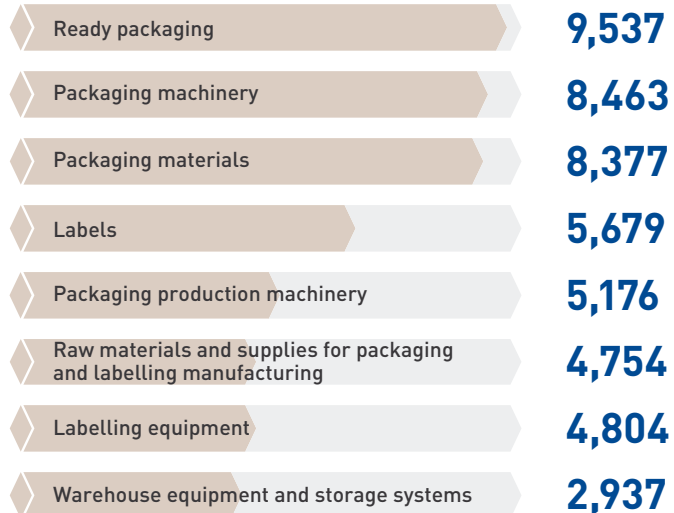 Ready packaging 9,537
Packaging machinery 8,463
Packaging materials 8,377
Labels 5,679
Packaging production machinery 5,176
Raw materials and supplies for packaging
and labelling manufacturing 4,754
Labelling equipment 4,804
Warehouse equipment and storage systems 2,937